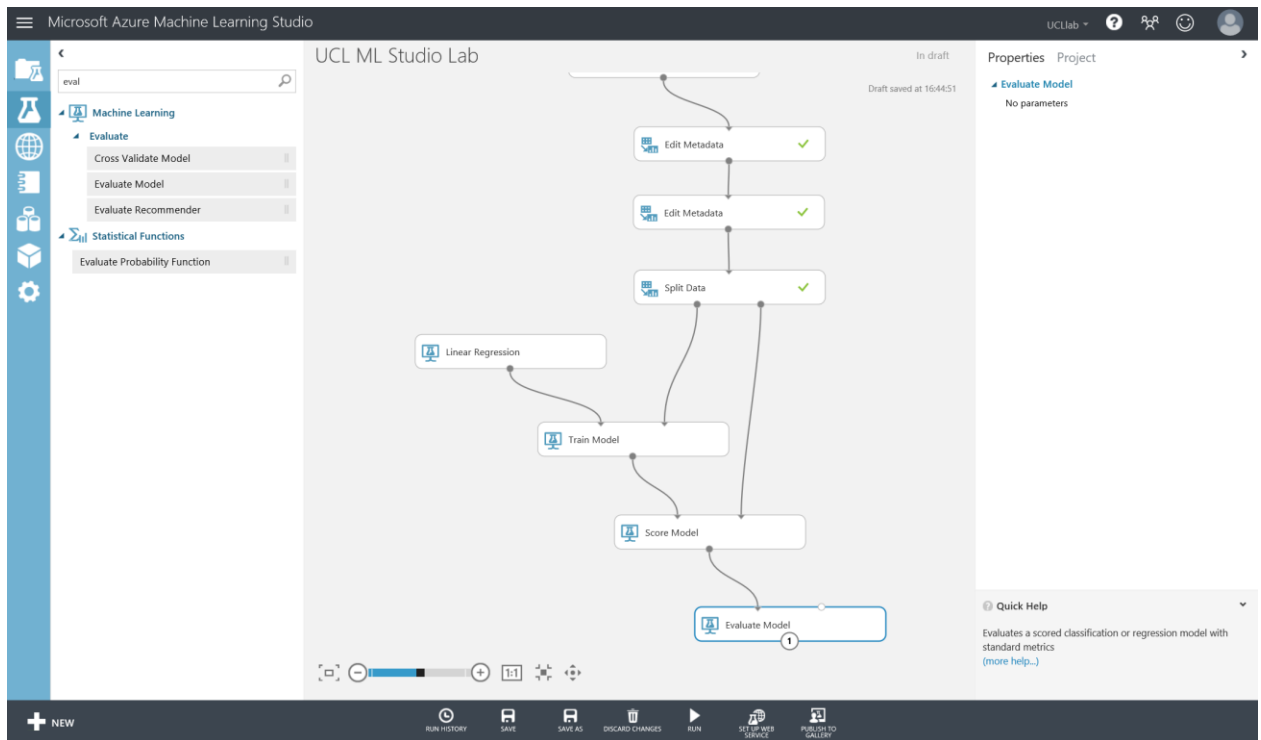 Microsoft Azure Machine Learning Studio
UCLlab
?
eval
Machine Learning
Evaluate
Cross Validate Model
Evaluate Model
Evaluate Recommender
Statistical Functions
Evaluate Probability Function
UCL ML Studio Lab
In draft
Draft saved at 16:44:51
Edit Metadata
Edit Metadata
Split Data
Linear Regression
Train Model
Score Model
Evaluate Model
1
1:1
Properties Project
Evaluate Model
No parameters
? Quick Help
Evaluates a scored classification or regression model with
standard metrics
(more help...)
NEW
RUN HISTORY
SAVE
SAVE AS
DISCARD CHANGES
RUN
SET UP WEB
SERVICE
PUBLISH TO
GALLERY